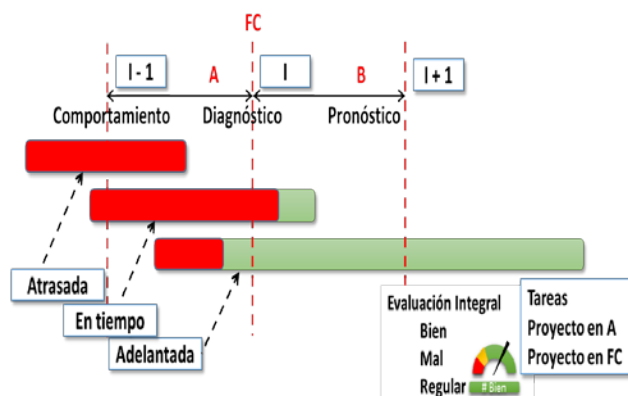 FC
I - 1
A
I
B
I + 1
Comportamiento
Diagnóstico
Pronóstico
Atrasada
En tiempo
Adelantada
Evaluación Integral
Bien
Mal
Regular
# Bien
Tareas
Proyecto en A
Proyecto en FC